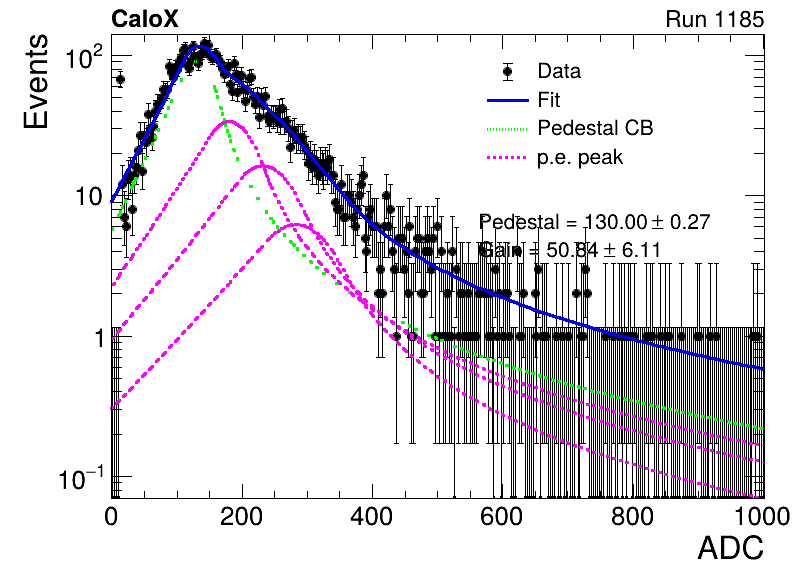 CaloX Run 1185
Events
10²
10
1
10⁻¹
Data
Fit
Pedestal CB
p.e. peak
Pedestal = 130.00 ± 0.27
Gain = 50.84 ± 6.11
0 200 400 600 800 1000
ADC